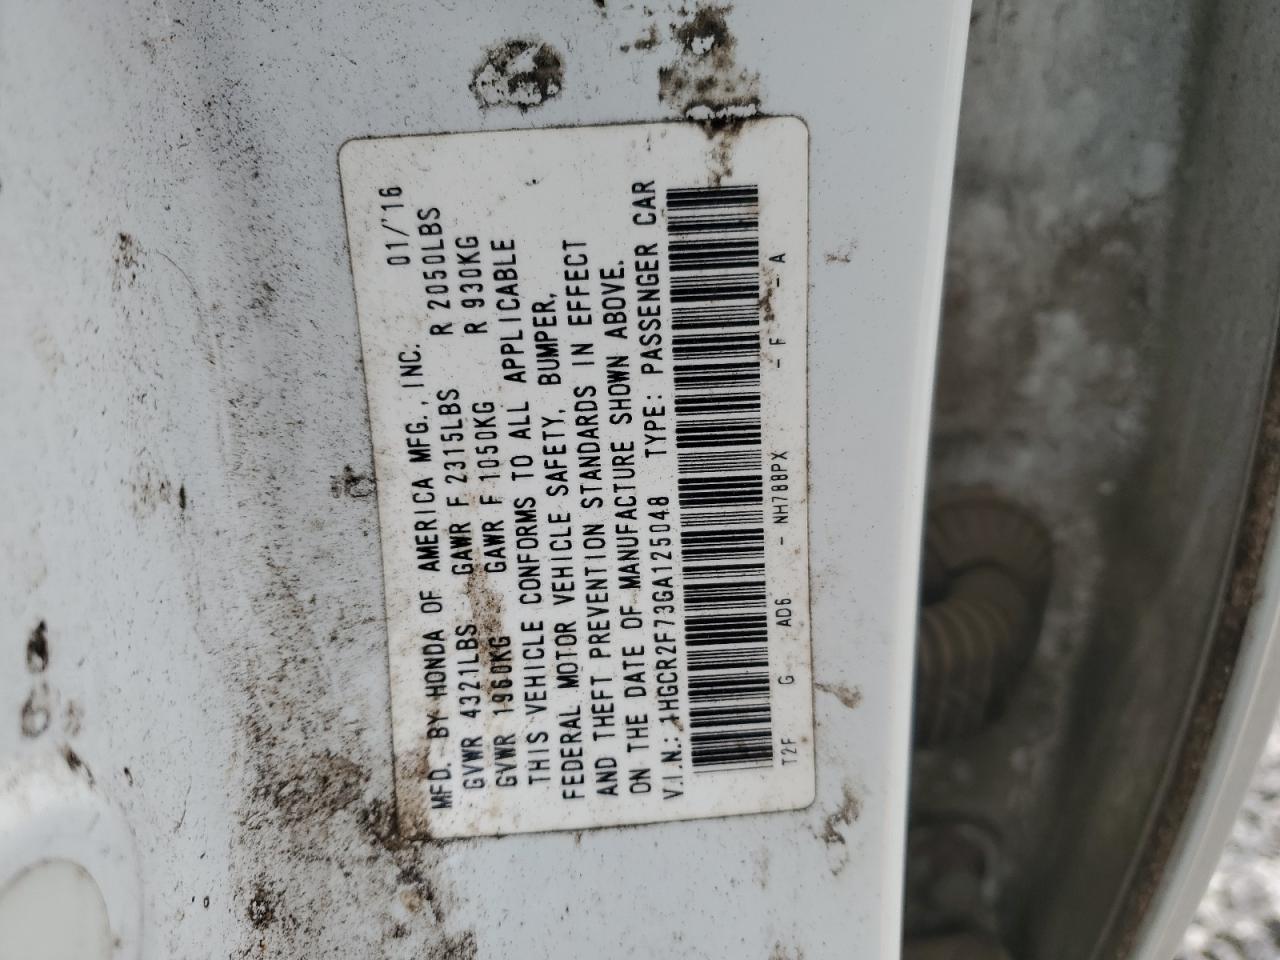 MFD. BY HONDA OF AMERICA MFG., INC. 01/'16
GVWR 4321LBS GAWR F 2315LBS R 2050LBS
GVWR 1960KG GAWR F 1050KG R 930KG
THIS VEHICLE CONFORMS TO ALL APPLICABLE
FEDERAL MOTOR VEHICLE SAFETY, BUMPER,
AND THEFT PREVENTION STANDARDS IN EFFECT
ON THE DATE OF MANUFACTURE SHOWN ABOVE.
V.I.N.: 1HGCR2F73GA125048 TYPE: PASSENGER CAR
T2F G - AD6 - NH788PX - F - A